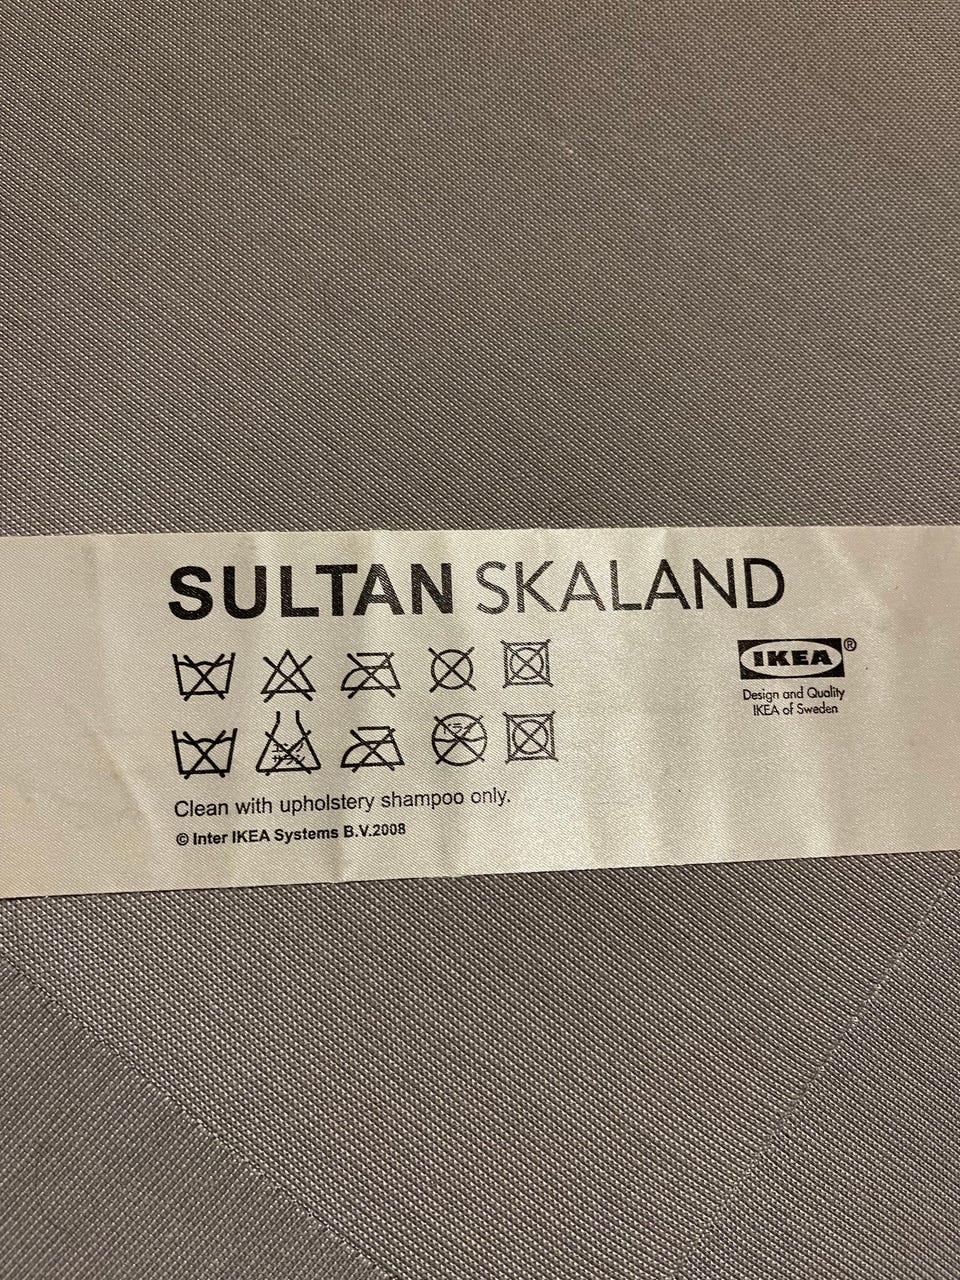 SULTAN SKALAND
IKEA®
Design and Quality
IKEA of Sweden
Clean with upholstery shampoo only.
© Inter IKEA Systems B.V.2008